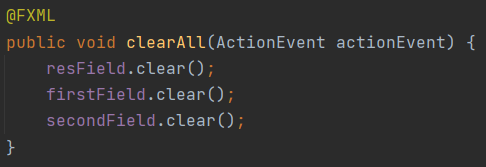 @FXML
public void clearAll(ActionEvent actionEvent) {
    resField.clear();
    firstField.clear();
    secondField.clear();
}